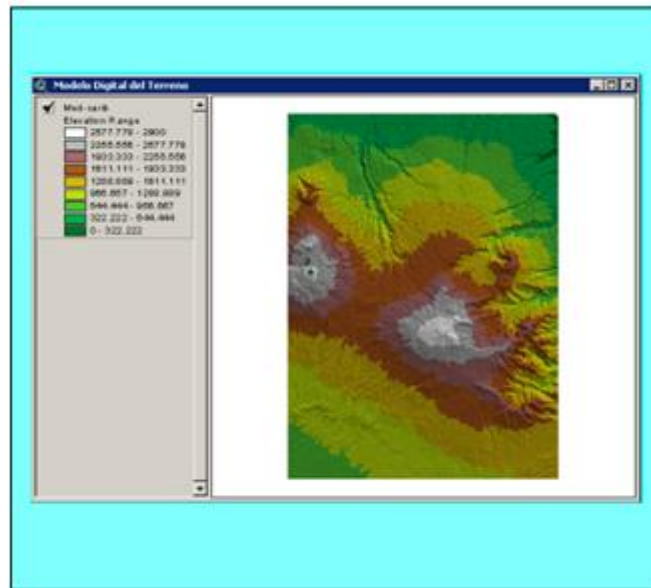 Modelo Digital del Terreno
Elevation Range
2577.778 - 2900
2255.556 - 2577.778
1933.333 - 2255.556
1611.111 - 1933.333
1288.889 - 1611.111
966.667 - 1288.889
644.444 - 966.667
322.222 - 644.444
0 - 322.222